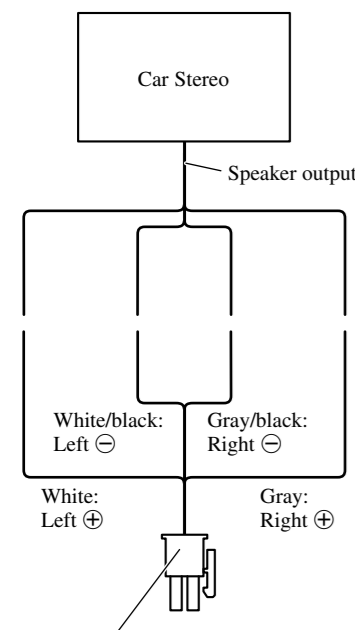 Car Stereo
Speaker output
White/black:
Left ⊖
Gray/black:
Right ⊖
White:
Left ⊕
Gray:
Right ⊕